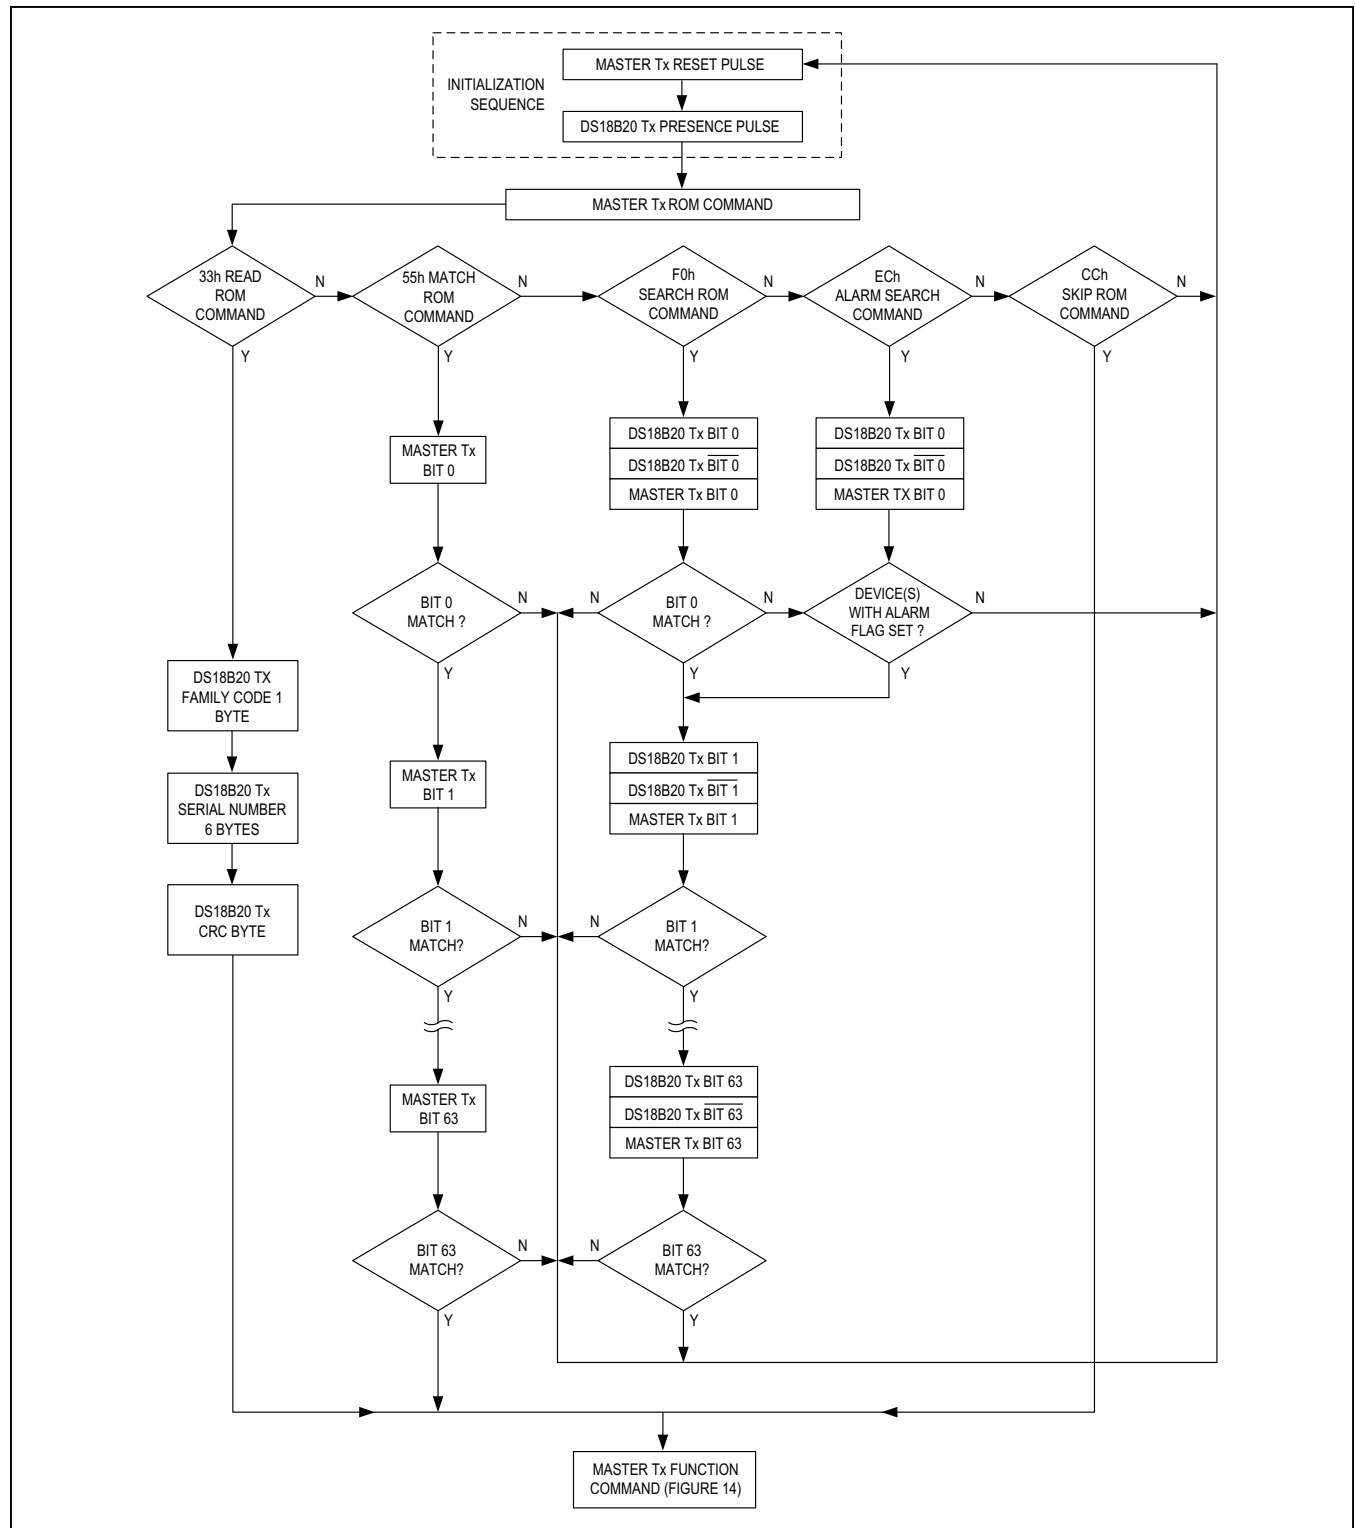 INITIALIZATION
SEQUENCE
MASTER Tx RESET PULSE
DS18B20 Tx PRESENCE PULSE
MASTER Tx ROM COMMAND
33h READ
ROM
COMMAND
N
Y
55h MATCH
ROM
COMMAND
N
Y
F0h
SEARCH ROM
COMMAND
N
Y
ECh
ALARM SEARCH
COMMAND
N
Y
CCh
SKIP ROM
COMMAND
N
Y
MASTER Tx
BIT 0
DS18B20 Tx BIT 0
DS18B20 Tx B̅I̅T̅ ̅0̅
MASTER Tx BIT 0
DS18B20 Tx BIT 0
DS18B20 Tx B̅I̅T̅ ̅0̅
MASTER TX BIT 0
BIT 0
MATCH ?
N
Y
N
BIT 0
MATCH ?
N
Y
DEVICE(S)
WITH ALARM
FLAG SET ?
N
Y
DS18B20 TX
FAMILY CODE 1
BYTE
DS18B20 Tx
SERIAL NUMBER
6 BYTES
DS18B20 Tx
CRC BYTE
MASTER Tx
BIT 1
DS18B20 Tx BIT 1
DS18B20 Tx B̅I̅T̅ ̅1̅
MASTER Tx BIT 1
BIT 1
MATCH?
N
Y
N
BIT 1
MATCH?
Y
MASTER Tx
BIT 63
DS18B20 Tx BIT 63
DS18B20 Tx B̅I̅T̅ ̅6̅3̅
MASTER Tx BIT 63
BIT 63
MATCH?
N
Y
N
BIT 63
MATCH?
Y
MASTER Tx FUNCTION
COMMAND (FIGURE 14)